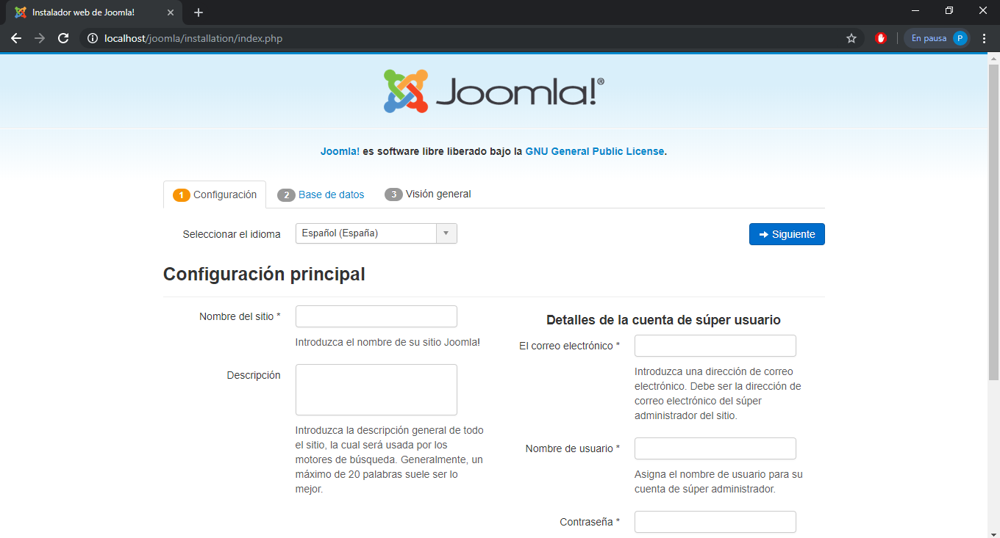 Instalador web de Joomla!
localhost/joomla/installation/index.php
En pausa P
Joomla!®
Joomla! es software libre liberado bajo la GNU General Public License.
1 Configuración 2 Base de datos 3 Visión general
Seleccionar el idioma Español (España) Siguiente
Configuración principal
Nombre del sitio *
Introduzca el nombre de su sitio Joomla!
Descripción
Introduzca la descripción general de todo
el sitio, la cual será usada por los
motores de búsqueda. Generalmente, un
máximo de 20 palabras suele ser lo
mejor.
Detalles de la cuenta de súper usuario
El correo electrónico *
Introduzca una dirección de correo
electrónico. Debe ser la dirección de
correo electrónico del súper
administrador del sitio.
Nombre de usuario *
Asigna el nombre de usuario para su
cuenta de súper administrador.
Contraseña *